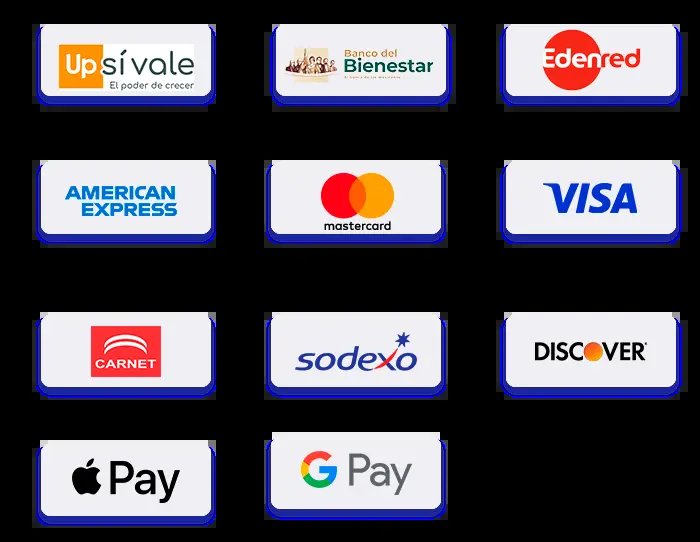 Up sí vale
El poder de crecer
Banco del
Bienestar
Edenred
AMERICAN
EXPRESS
mastercard
VISA
CARNET
sodexo
DISCOVER
Pay
G Pay